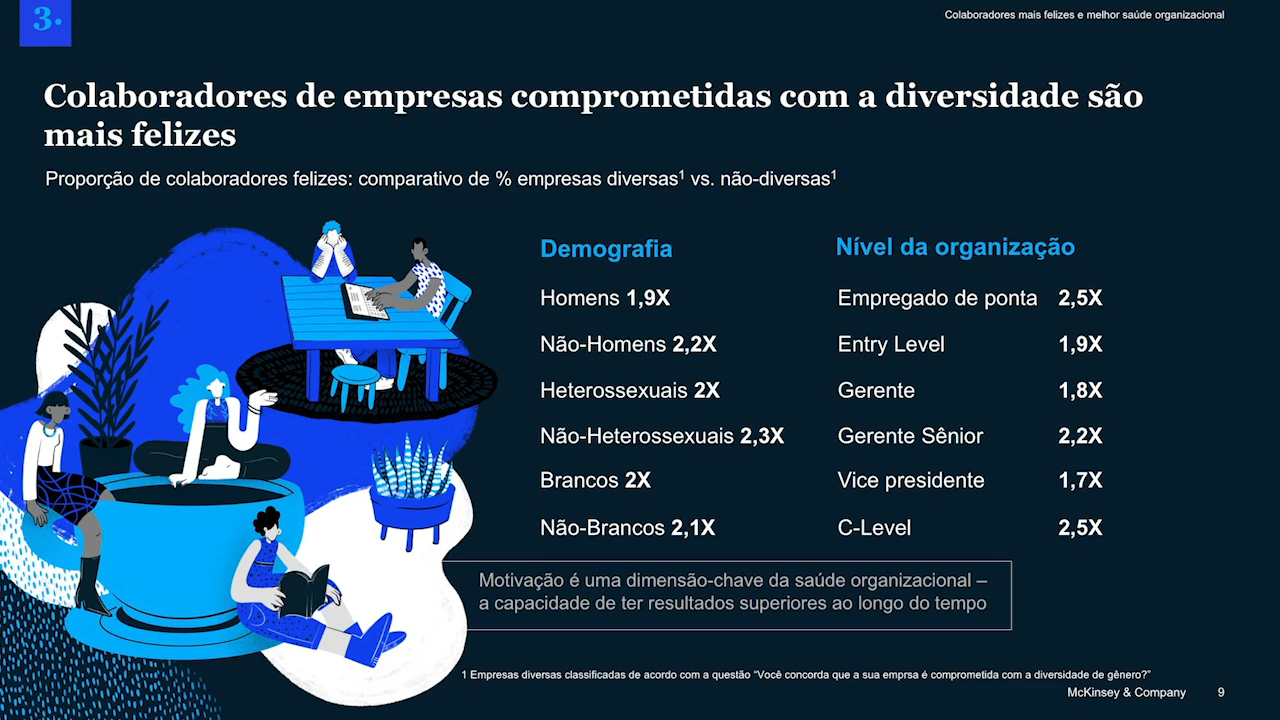 3.
Colaboradores mais felizes e melhor saúde organizacional
Colaboradores de empresas comprometidas com a diversidade são
mais felizes
Proporção de colaboradores felizes: comparativo de % empresas diversas¹ vs. não-diversas¹
Demografia
Homens 1,9X
Não-Homens 2,2X
Heterossexuais 2X
Não-Heterossexuais 2,3X
Brancos 2X
Não-Brancos 2,1X
Nível da organização
Empregado de ponta 2,5X
Entry Level 1,9X
Gerente 1,8X
Gerente Sênior 2,2X
Vice presidente 1,7X
C-Level 2,5X
Motivação é uma dimensão-chave da saúde organizacional –
a capacidade de ter resultados superiores ao longo do tempo
1 Empresas diversas classificadas de acordo com a questão “Você concorda que a sua emprsa é comprometida com a diversidade de gênero?”
McKinsey & Company 9